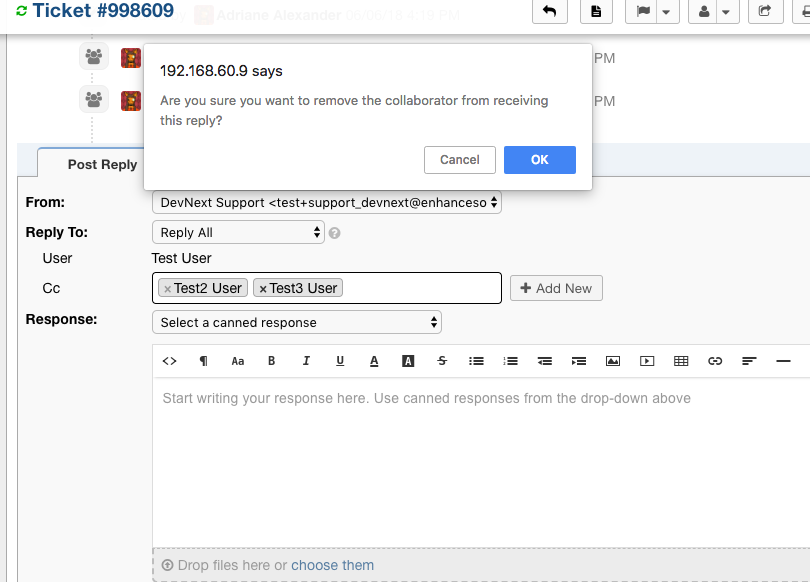 Ticket #998609
Adriane Alexander 06/05/18 4:19 PM
192.168.60.9 says
PM
Are you sure you want to remove the collaborator from receiving
this reply?
PM
Cancel
OK
Post Reply
From:
DevNext Support <test+support_devnext@enhanceso
Reply To:
Reply All
User
Test User
Cc
×Test2 User
×Test3 User
+ Add New
Response:
Select a canned response
<> ¶ Aa B I U A A S
Start writing your response here. Use canned responses from the drop-down above
Drop files here or choose them